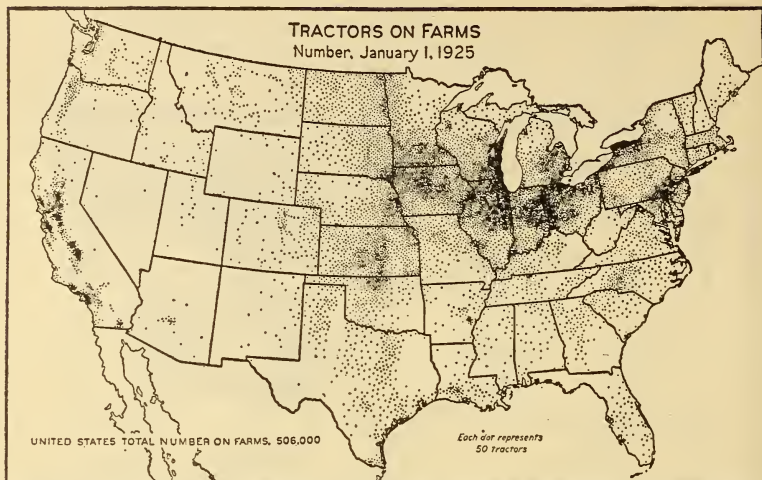 TRACTORS ON FARMS
Number, January 1, 1925
UNITED STATES TOTAL NUMBER ON FARMS, 506,000
Each dot represents
50 Tractors